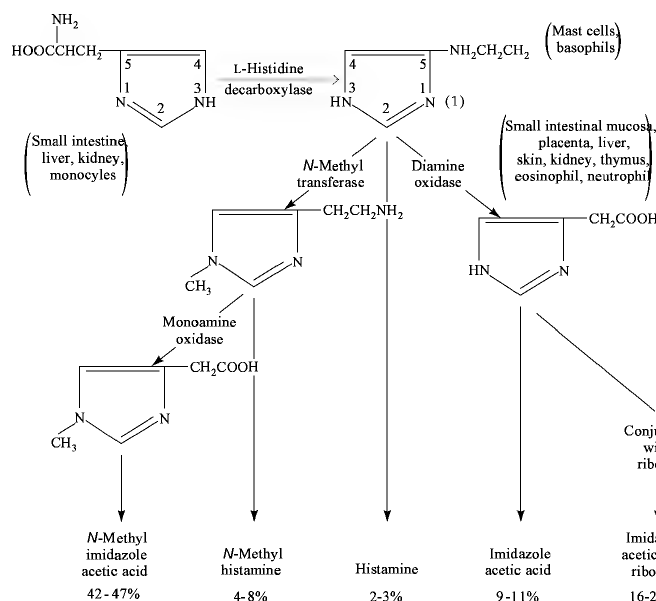 NH₂
HOOCCHCH₂
5
4
1
N
2
3
NH
L-Histidine
decarboxylase
4
5
3
HN
2
1
N
(1)
NH₂CH₂CH₂
(Mast cells,
basophils)
(Small intestine,
liver, kidney,
monocyles)
(Small intestinal mucosa,
placenta, liver,
skin, kidney, thymus,
eosinophil, neutrophil)
N-Methyl
transferase
Diamine
oxidase
CH₂CH₂NH₂
N
N
CH₃
CH₂COOH
HN
N
Monoamine
oxidase
CH₂COOH
N
N
CH₃
N-Methyl
imidazole
acetic acid
42-47%
N-Methyl
histamine
4-8%
Histamine
2-3%
Imidazole
acetic acid
9-11%